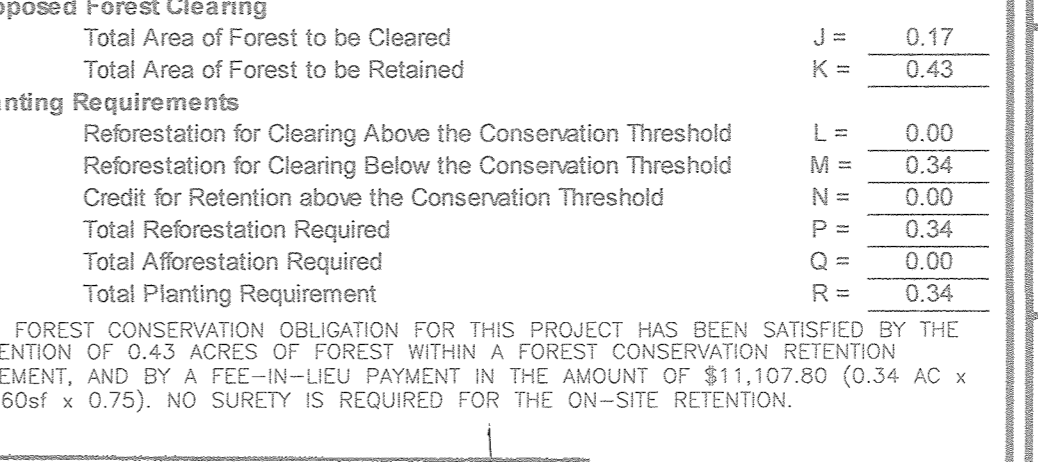 posed Forest Clearing
Total Area of Forest to be Cleared J = 0.17
Total Area of Forest to be Retained K = 0.43
nting Requirements
Reforestation for Clearing Above the Conservation Threshold L = 0.00
Reforestation for Clearing Below the Conservation Threshold M = 0.34
Credit for Retention above the Conservation Threshold N = 0.00
Total Reforestation Required P = 0.34
Total Afforestation Required Q = 0.00
Total Planting Requirement R = 0.34
FOREST CONSERVATION OBLIGATION FOR THIS PROJECT HAS BEEN SATISFIED BY THE
ENTION OF 0.43 ACRES OF FOREST WITHIN A FOREST CONSERVATION RETENTION
EMENT, AND BY A FEE-IN-LIEU PAYMENT IN THE AMOUNT OF $11,107.80 (0.34 AC x
60sf x 0.75). NO SURETY IS REQUIRED FOR THE ON-SITE RETENTION.